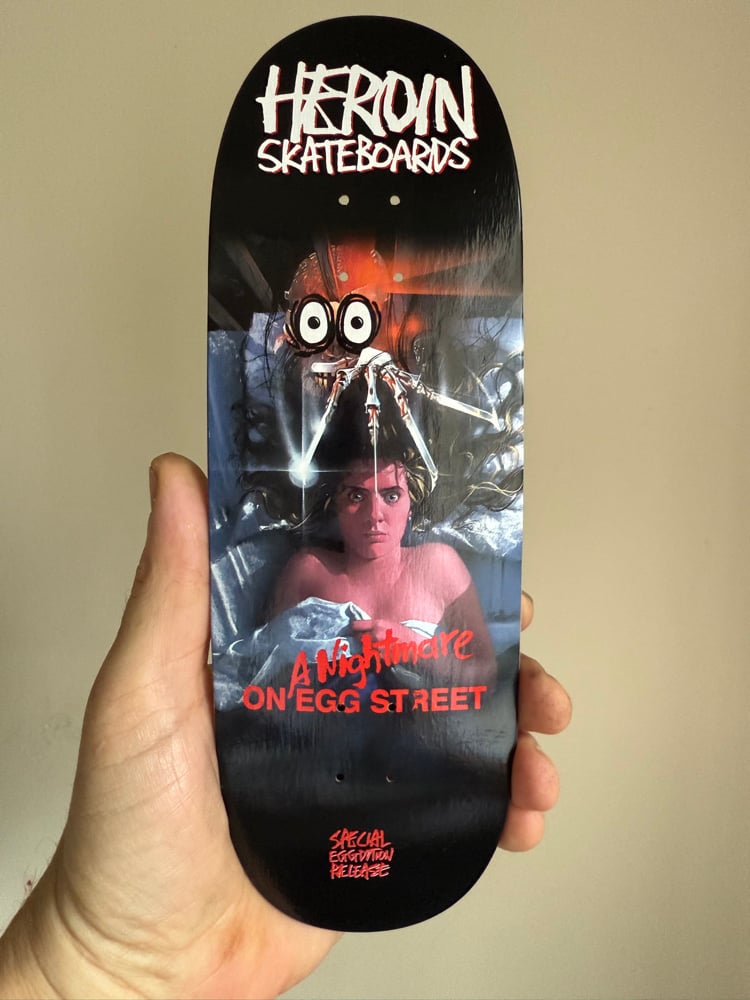 HEROIN
SKATEBOARDS
A Nightmare
ON EGG STREET
SPECIAL
EGGDITION
RELEASE